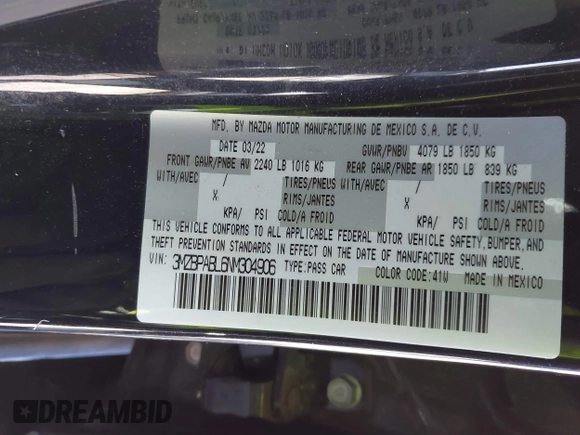 MFD. BY MAZDA MOTOR MANUFACTURING DE MEXICO S.A. DE C.V.
DATE 03/22 GVWR/PNBV 4079 LB 1850 KG
FRONT GAWR/PNBE AV 2240 LB 1016 KG REAR GAWR/PNBE AR 1850 LB 839 KG
WITH/AVEC / TIRES/PNEUS WITH/AVEC / TIRES/PNEUS
X RIMS/JANTES X RIMS/JANTES
KPA/ PSI COLD/A FROID KPA/ PSI COLD/A FROID
THIS VEHICLE CONFORMS TO ALL APPLICABLE FEDERAL MOTOR VEHICLE SAFETY, BUMPER, AND
THEFT PREVENTION STANDARDS IN EFFECT ON THE DATE OF MANUFACTURE SHOWN ABOVE.
VIN: 3MZBPABL6NM304906 TYPE:PASS CAR COLOR CODE:41W MADE IN MEXICO
DREAMBID